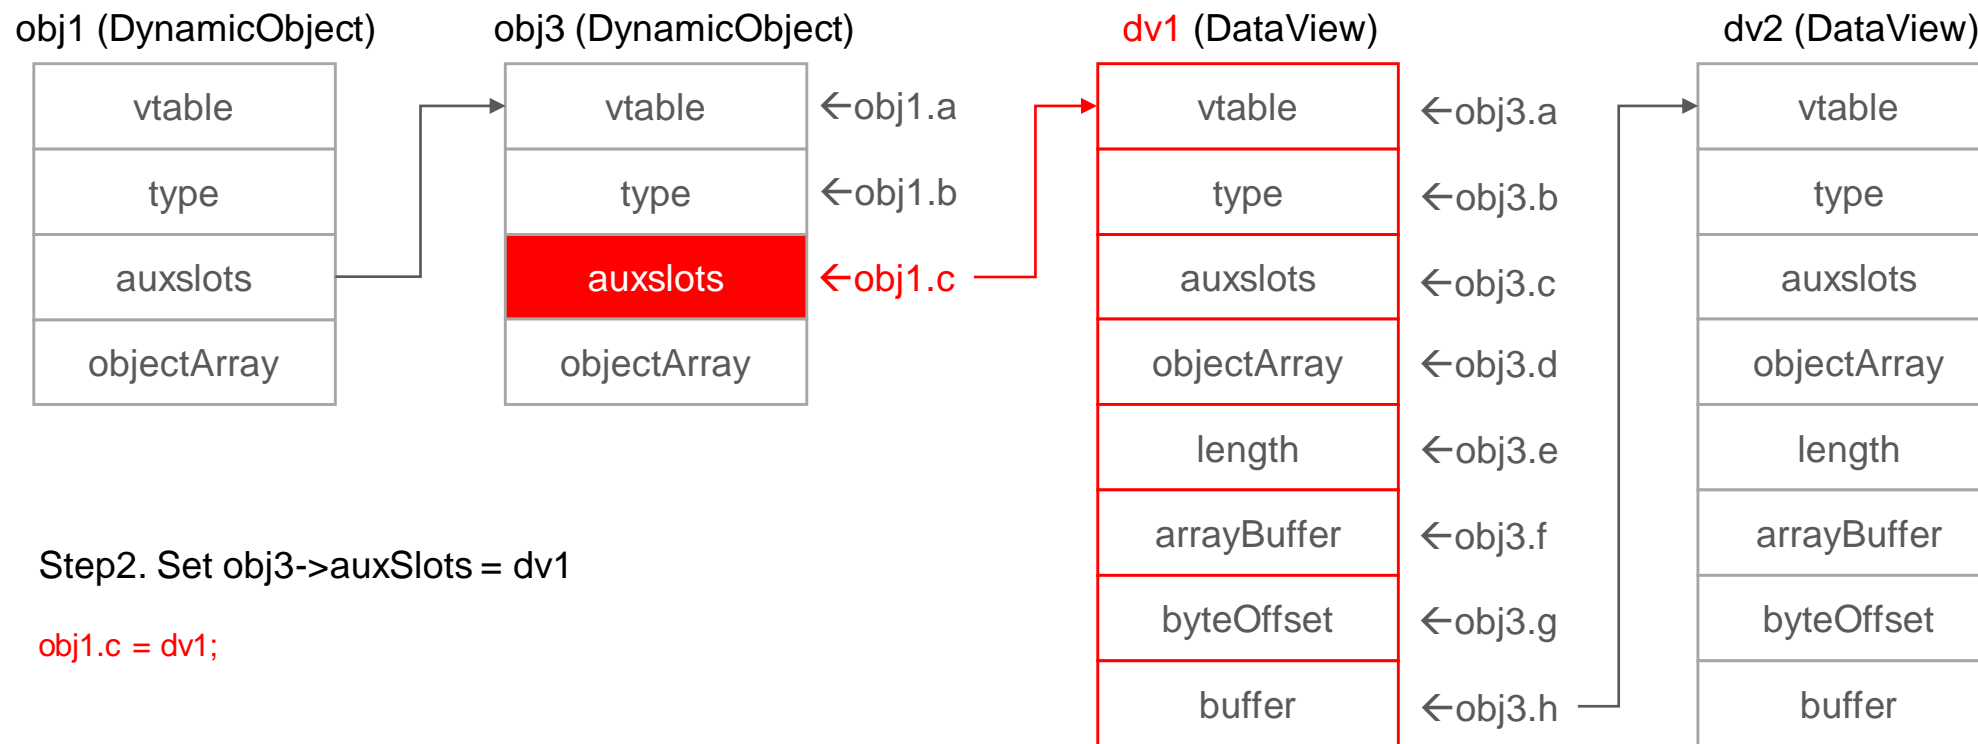 obj1 (DynamicObject)
vtable
type
auxslots
objectArray
obj3 (DynamicObject)
vtable ←obj1.a
type ←obj1.b
auxslots ←obj1.c
objectArray
dv1 (DataView)
vtable ←obj3.a
type ←obj3.b
auxslots ←obj3.c
objectArray ←obj3.d
length ←obj3.e
arrayBuffer ←obj3.f
byteOffset ←obj3.g
buffer ←obj3.h
dv2 (DataView)
vtable
type
auxslots
objectArray
length
arrayBuffer
byteOffset
buffer
Step2. Set obj3->auxSlots = dv1
obj1.c = dv1;